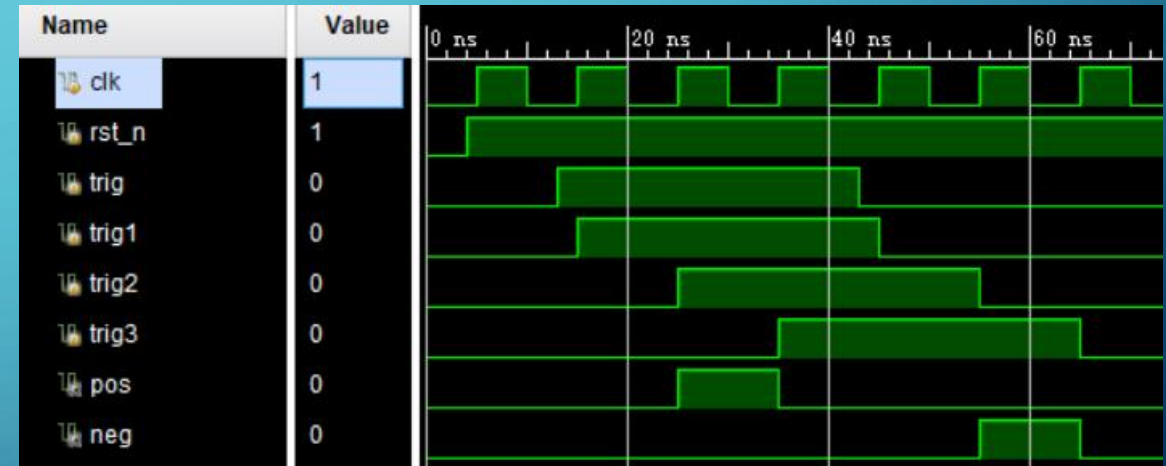 Name Value 0 ns 20 ns 40 ns 60 ns
clk 1
rst_n 1
trig 0
trig1 0
trig2 0
trig3 0
pos 0
neg 0